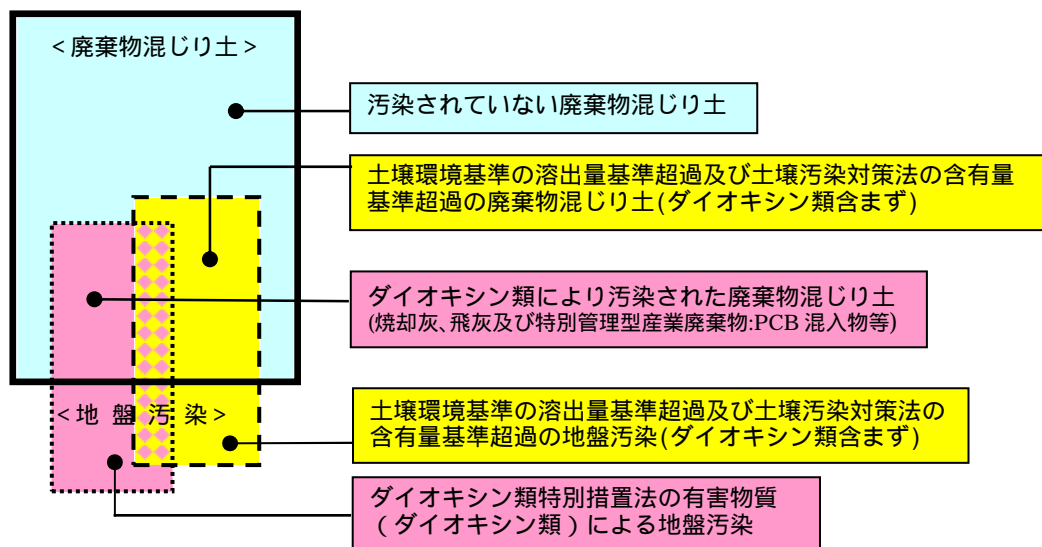 <廃棄物混じり土>
汚染されていない廃棄物混じり土
土壌環境基準の溶出量基準超過及び土壌汚染対策法の含有量
基準超過の廃棄物混じり土(ダイオキシン類含まず)
ダイオキシン類により汚染された廃棄物混じり土
(焼却灰、飛灰及び特別管理型産業廃棄物:PCB 混入物等)
<地 盤 汚 染>
土壌環境基準の溶出量基準超過及び土壌汚染対策法の
含有量基準超過の地盤汚染(ダイオキシン類含まず)
ダイオキシン類特別措置法の有害物質
(ダイオキシン類)による地盤汚染